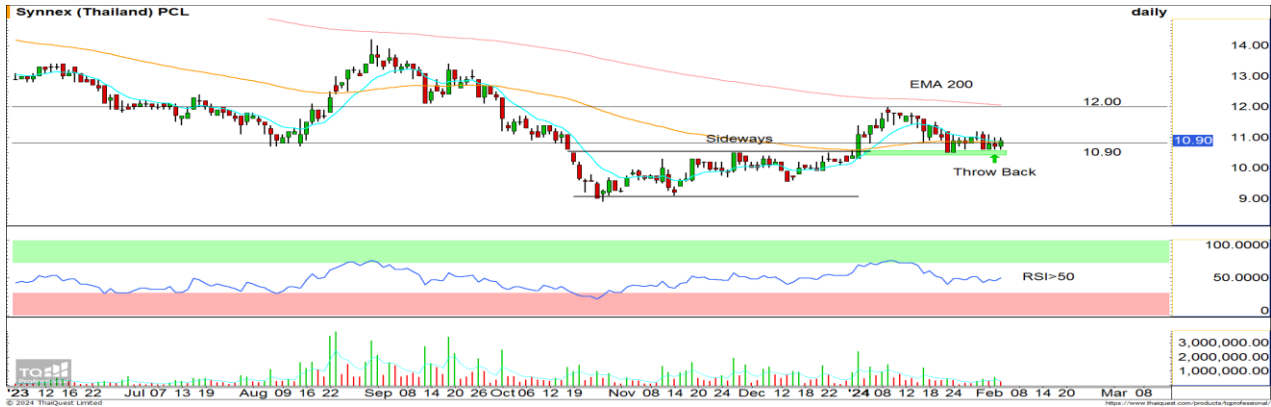 Synnex (Thailand) PCL daily
14.00
13.00
EMA 200
12.00 12.00
11.00
Sideways
10.90
10.90
10.00
Throw Back
9.00
100.0000
RSI>50
50.0000
0
3,000,000.00
2,000,000.00
1,000,000.00
TQ
'23 12 16 22 Jul 07 13 19 Aug 09 16 22 Sep 08 14 20 26 Oct 06 12 19 Nov 08 14 20 24 Dec 12 18 22 '24 08 12 18 24 Feb 08 14 20 Mar 08
© 2024 ThaiQuest Limited https://www.thaiquest.com/products/toprofessional/